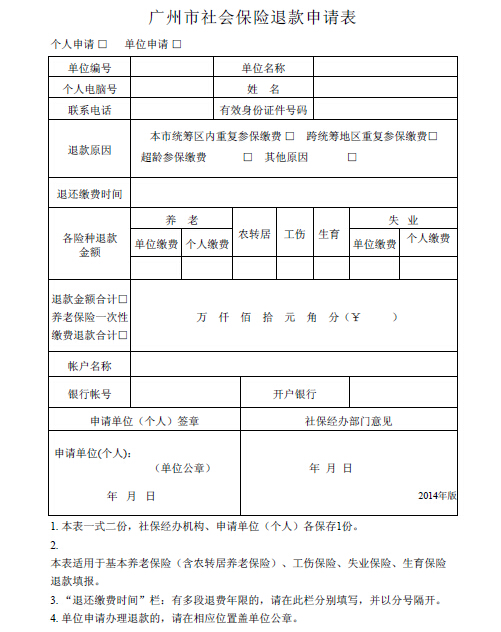 广州市社会保险退款申请表
个人申请 □ 单位申请 □
单位编号 单位名称
个人电脑号 姓 名
联系电话 有效身份证件号码
退款原因 本市统筹区内重复参保缴费 □ 跨统筹地区重复参保缴费□
超龄参保缴费 □ 其他原因 □
退还缴费时间
各险种退款金额 养 老 农转居 工伤 生育 失 业
单位缴费 个人缴费 单位缴费 个人缴费
退款金额合计□
养老保险一次性
缴费退款合计□
万 仟 佰 拾 元 角 分（￥ ）
帐户名称
银行帐号 开户银行
申请单位（个人）签章 社保经办部门意见
申请单位(个人):
（单位公章） 年 月 日
年 月 日 2014年版
1. 本表一式二份，社保经办机构、申请单位（个人）各保存1份。
2.
本表适用于基本养老保险（含农转居养老保险）、工伤保险、失业保险、生育保险
退款填报。
3. “退还缴费时间”栏：有多段退费年限的，请在此栏分别填写，并以分号隔开。
4. 单位申请办理退款的，请在相应位置盖单位公章。